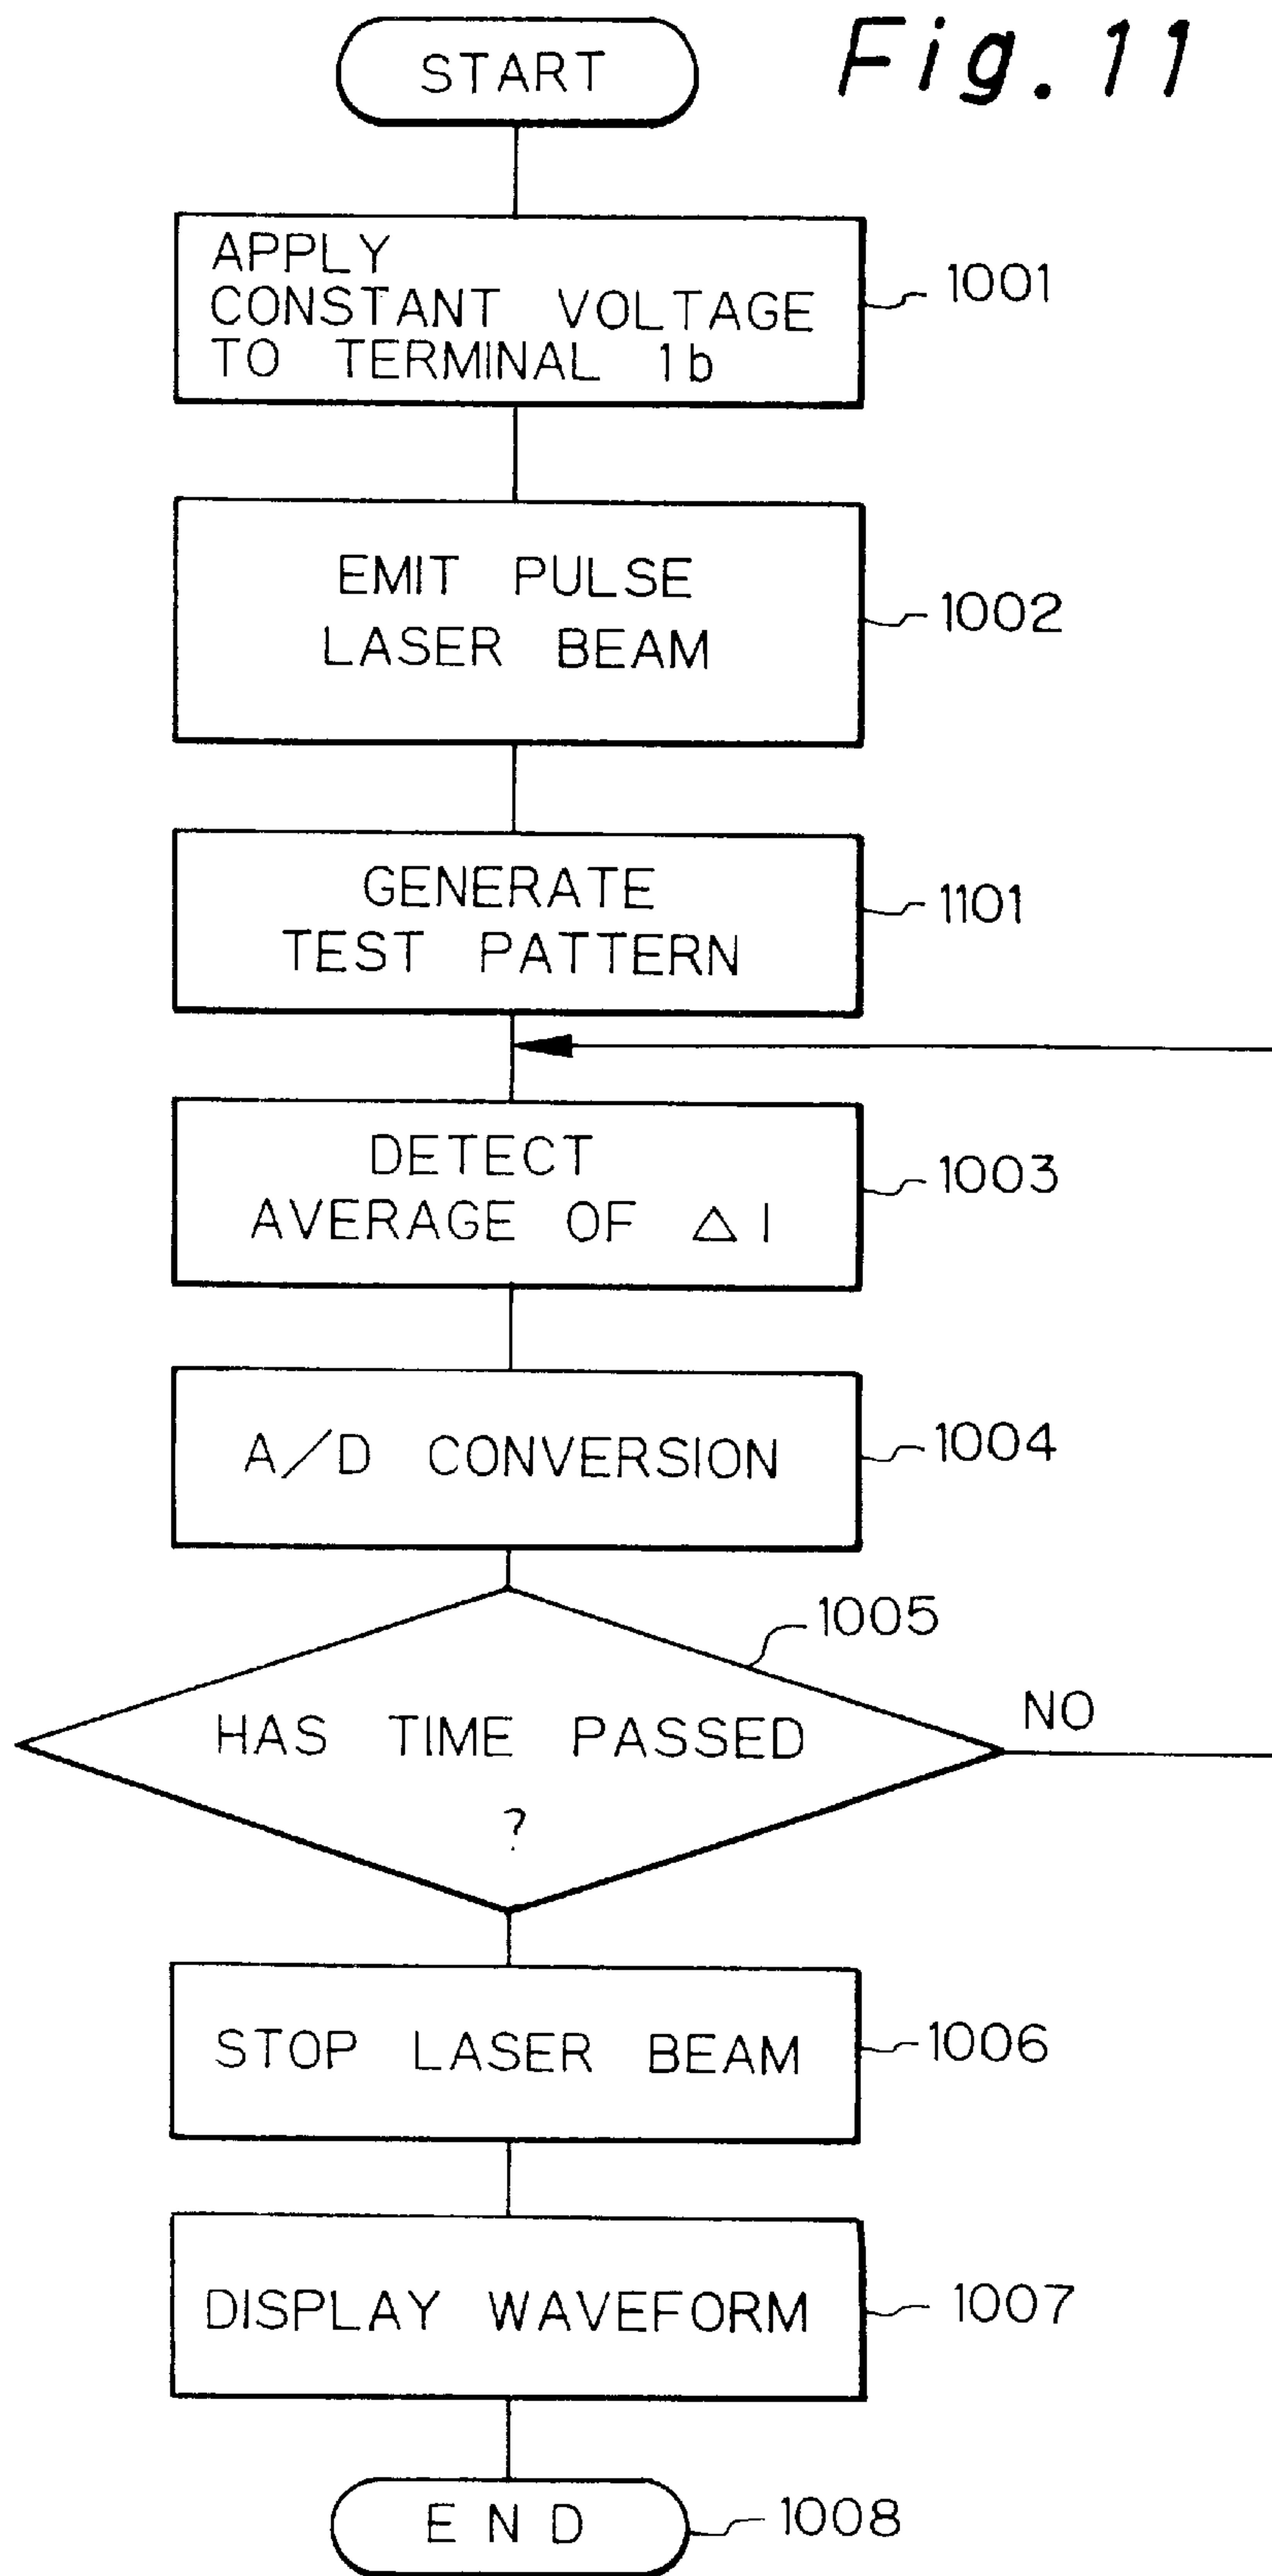 START
Fig. 11
APPLY
CONSTANT VOLTAGE
TO TERMINAL 1b
1001
EMIT PULSE
LASER BEAM
1002
GENERATE
TEST PATTERN
1101
DETECT
AVERAGE OF △ I
1003
A/D CONVERSION
1004
1005
HAS TIME PASSED
?
NO
STOP LASER BEAM
1006
DISPLAY WAVEFORM
1007
END
1008